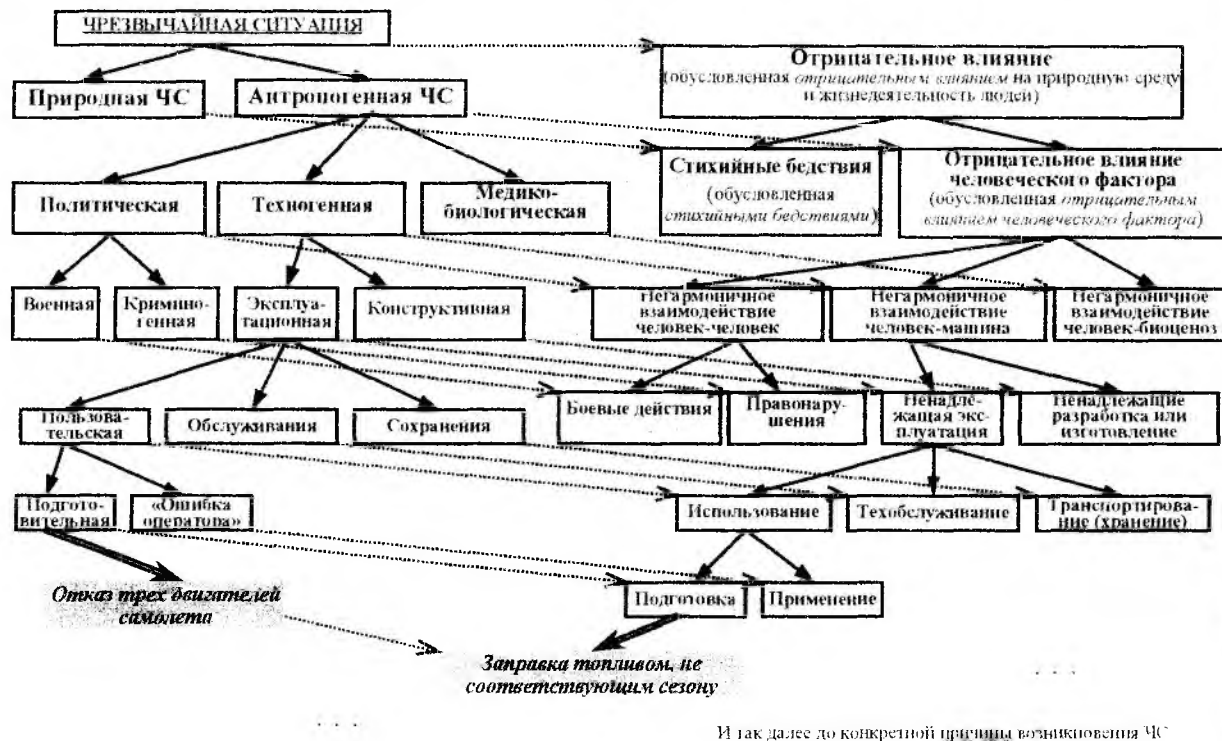 ЧРЕЗВЫЧАЙНАЯ СИТУАЦИЯ
Отрицательное влияние
(обусловленная отрицательным влиянием на природную среду
и жизнедеятельность людей)
Природная ЧС
Антропогенная ЧС
Стихийные бедствия
(обусловленная
стихийными бедствиями)
Отрицательное влияние
человеческого фактора
(обусловленная отрицательным
влиянием человеческого фактора)
Политическая
Техногенная
Медико-
биологическая
Военная
Кримино-
генная
Эксплуа-
тационная
Конструктивная
Негармоничное
взаимодействие
человек-человек
Негармоничное
взаимодействие
человек-машина
Негармоничное
взаимодействие
человек-биоценоз
Пользова-
тельская
Обслуживания
Сохранения
Боевые действия
Правонару-
шения
Ненадле-
жащая экс-
плуатация
Ненадлежащие
разработка или
изготовление
Подгото-
вительная
«Ошибка
оператора»
Использование
Техобслуживание
Транспортирова-
ние (хранение)
Отказ трех двигателей
самолета
Подготовка
Применение
Заправка топливом, не
соответствующим сезону
. . .
. . .
И так далее до конкретной причины возникновения ЧС